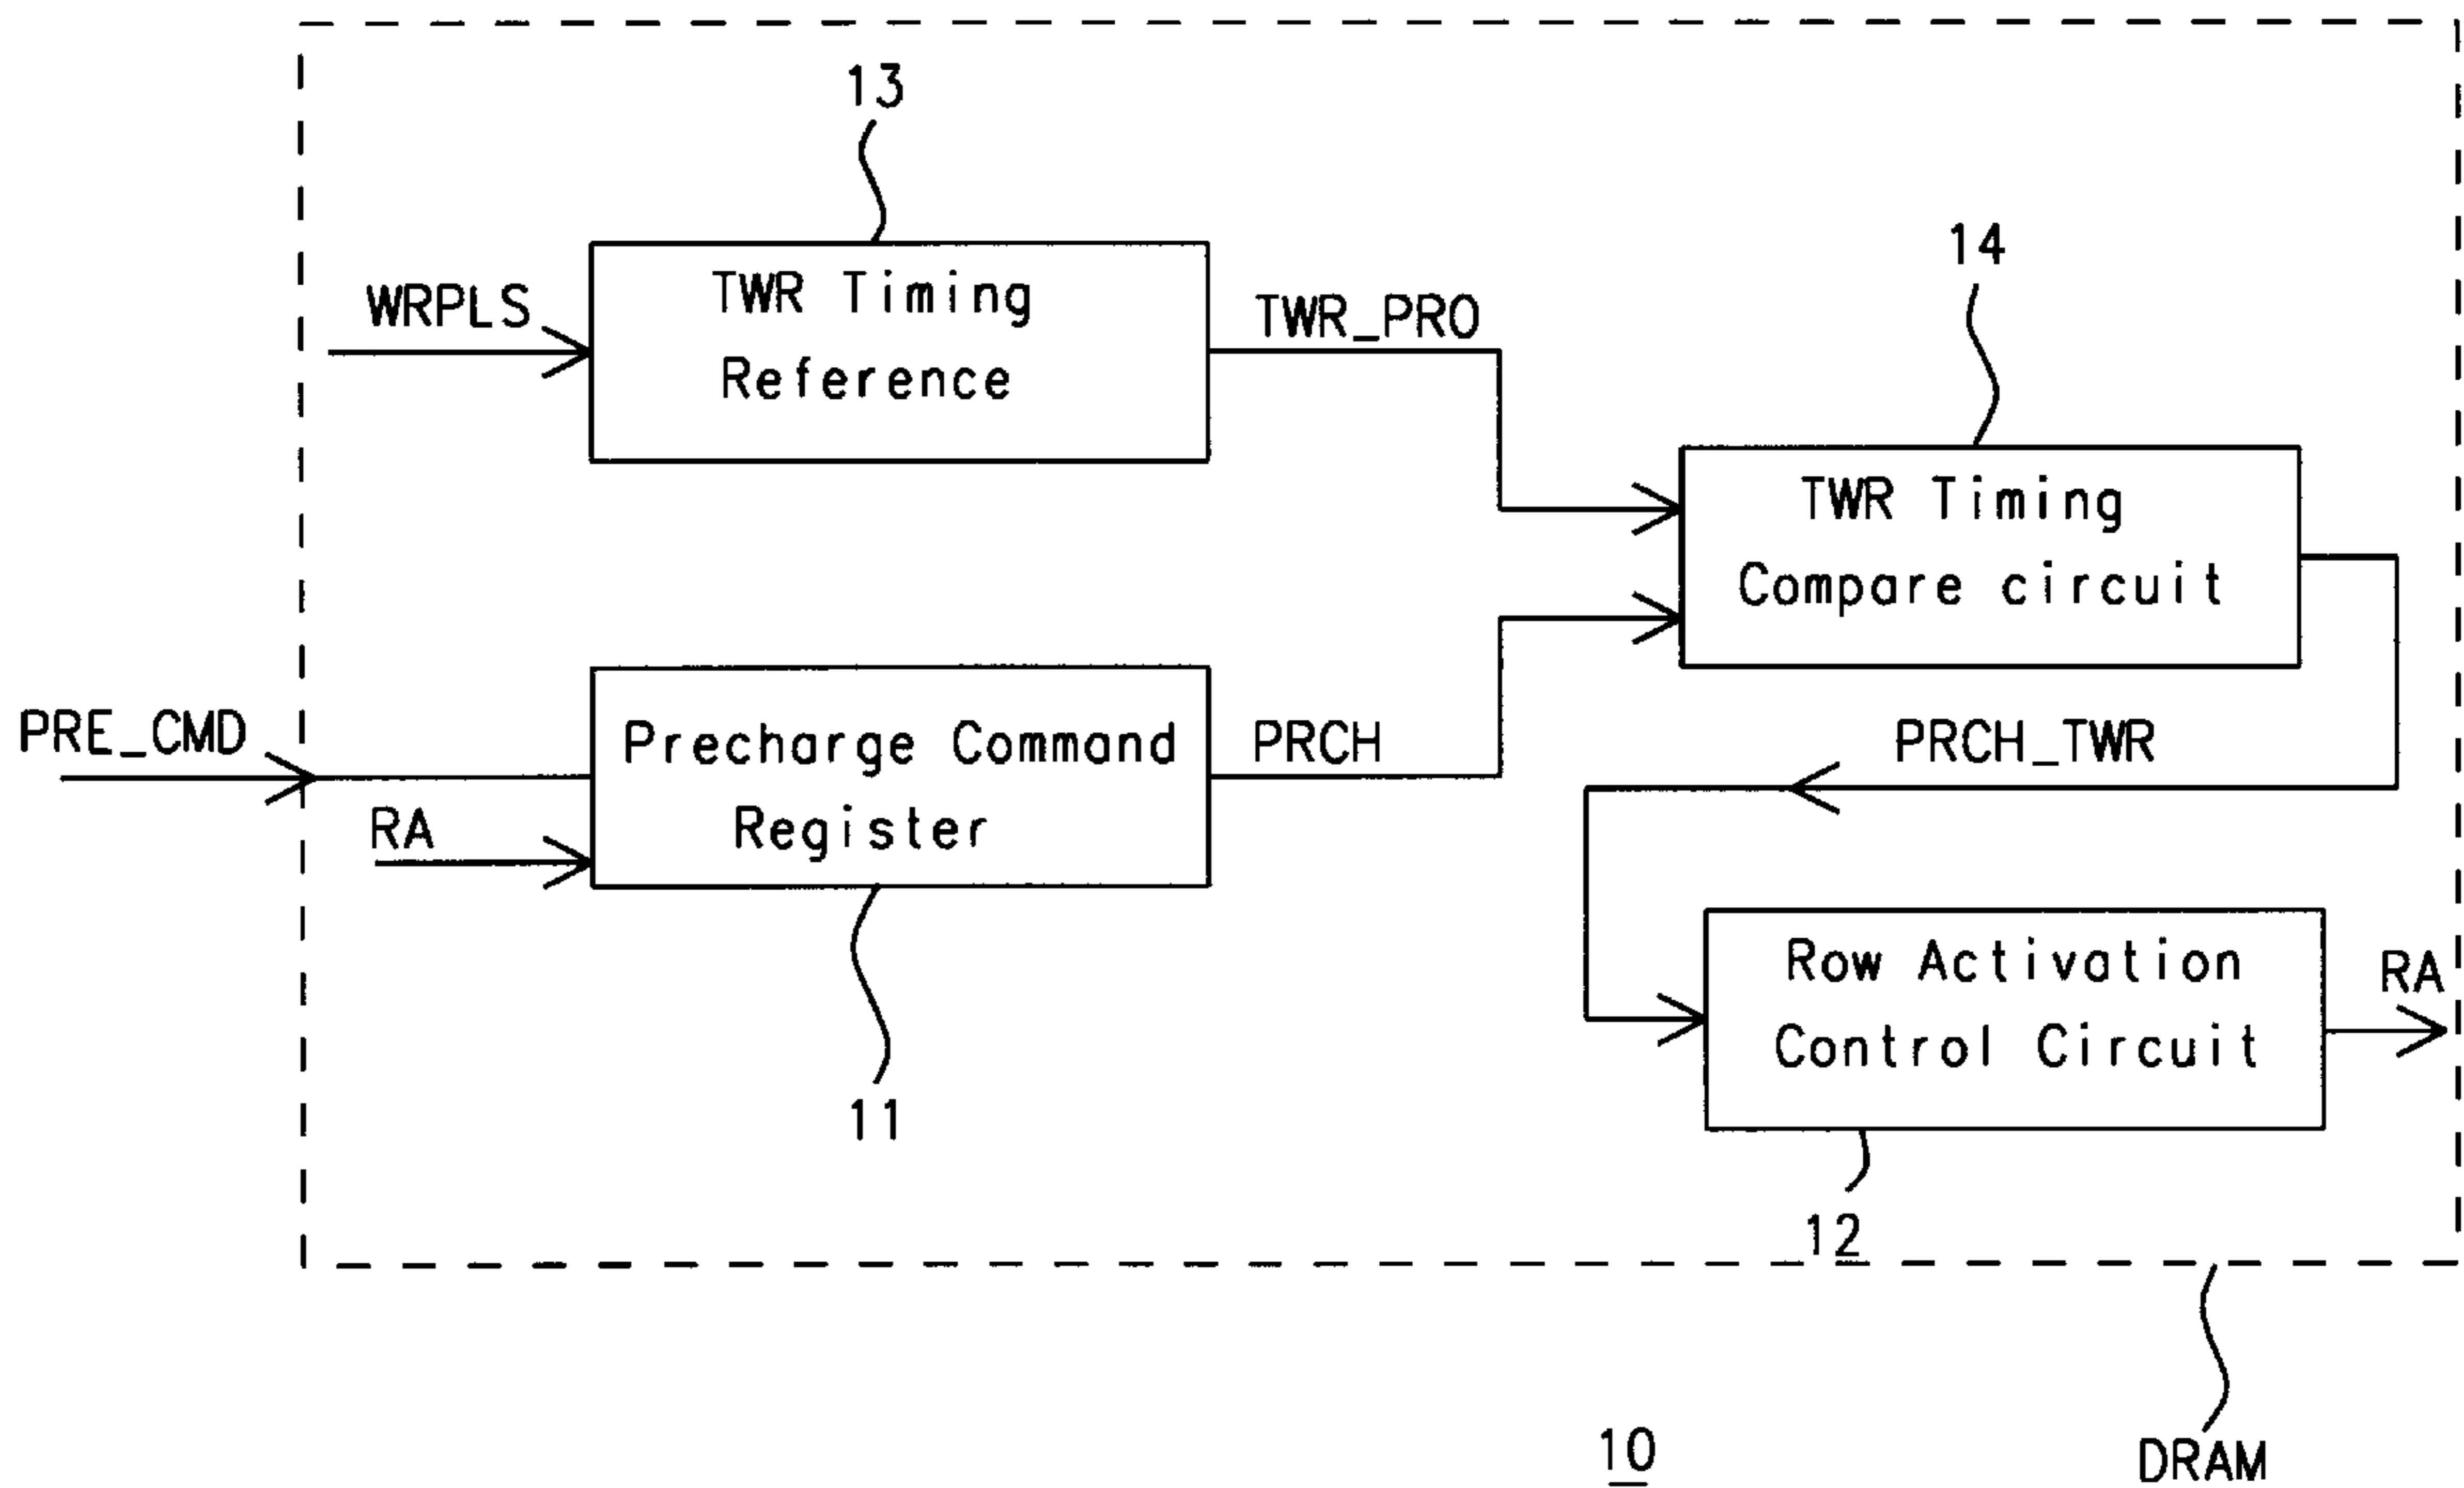 13
14
WRPLS
TWR Timing
Reference
TWR_PRO
TWR Timing
Compare circuit
PRE_CMD
RA
Precharge Command
Register
PRCH
PRCH_TWR
11
Row Activation
Control Circuit
RA
12
10
DRAM